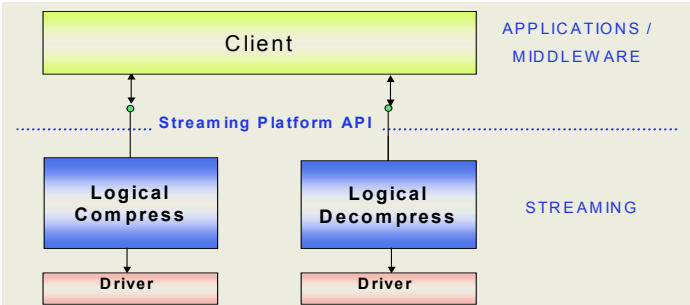 Client
APPLICATIONS /
MIDDLEWARE
Streaming Platform API
Logical
Compress
Logical
Decompress
STREAMING
Driver
Driver